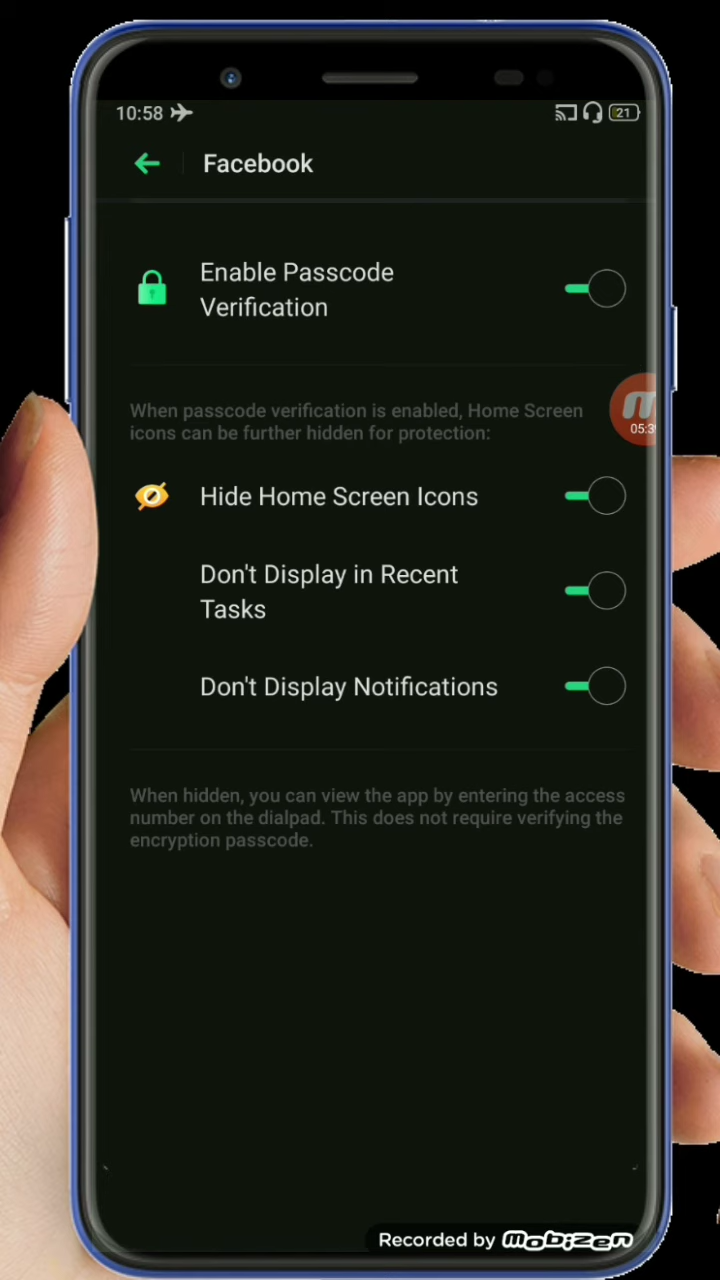 10:58
21
Facebook
Enable Passcode
Verification
When passcode verification is enabled, Home Screen
icons can be further hidden for protection:
05:39
Hide Home Screen Icons
Don't Display in Recent
Tasks
Don't Display Notifications
When hidden, you can view the app by entering the access
number on the dialpad. This does not require verifying the
encryption passcode.
Recorded by mobizen